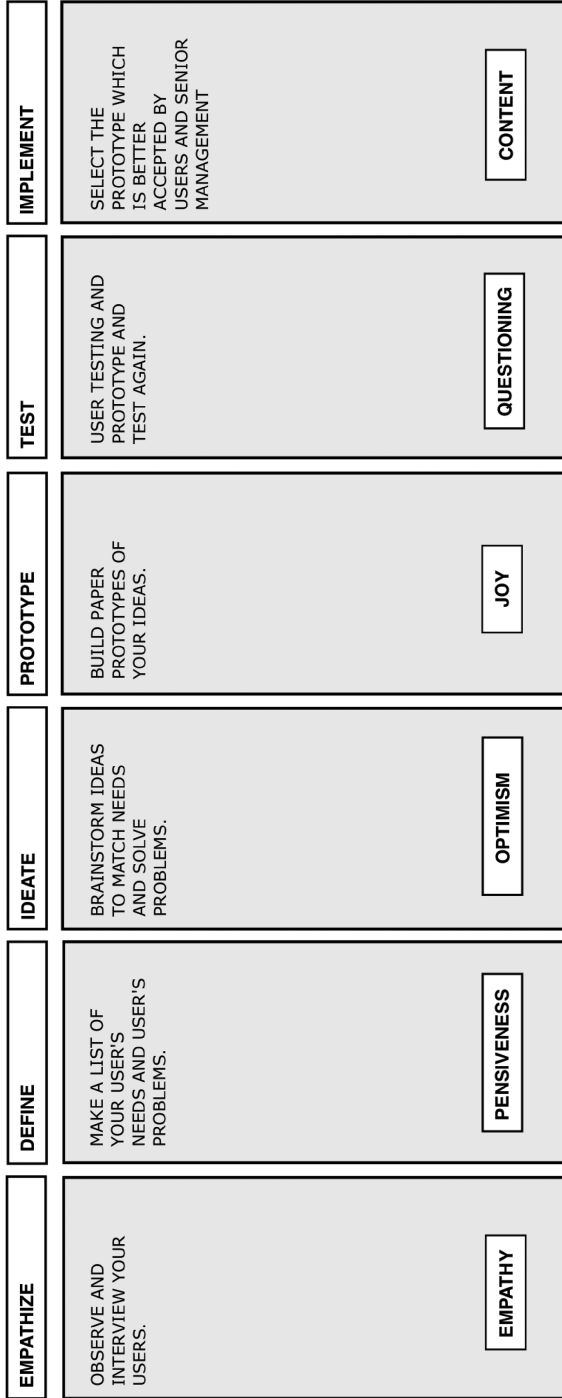 EMPATHIZE
OBSERVE AND
INTERVIEW YOUR
USERS.
EMPATHY
DEFINE
MAKE A LIST OF
YOUR USER'S
NEEDS AND USER'S
PROBLEMS.
PENSIVENESS
IDEATE
BRAINSTORM IDEAS
TO MATCH NEEDS
AND SOLVE
PROBLEMS.
OPTIMISM
PROTOTYPE
BUILD PAPER
PROTOTYPES OF
YOUR IDEAS.
JOY
TEST
USER TESTING AND
PROTOTYPE AND
TEST AGAIN.
QUESTIONING
IMPLEMENT
SELECT THE
PROTOTYPE WHICH
IS BETTER
ACCEPTED BY
USERS AND SENIOR
MANAGEMENT
CONTENT